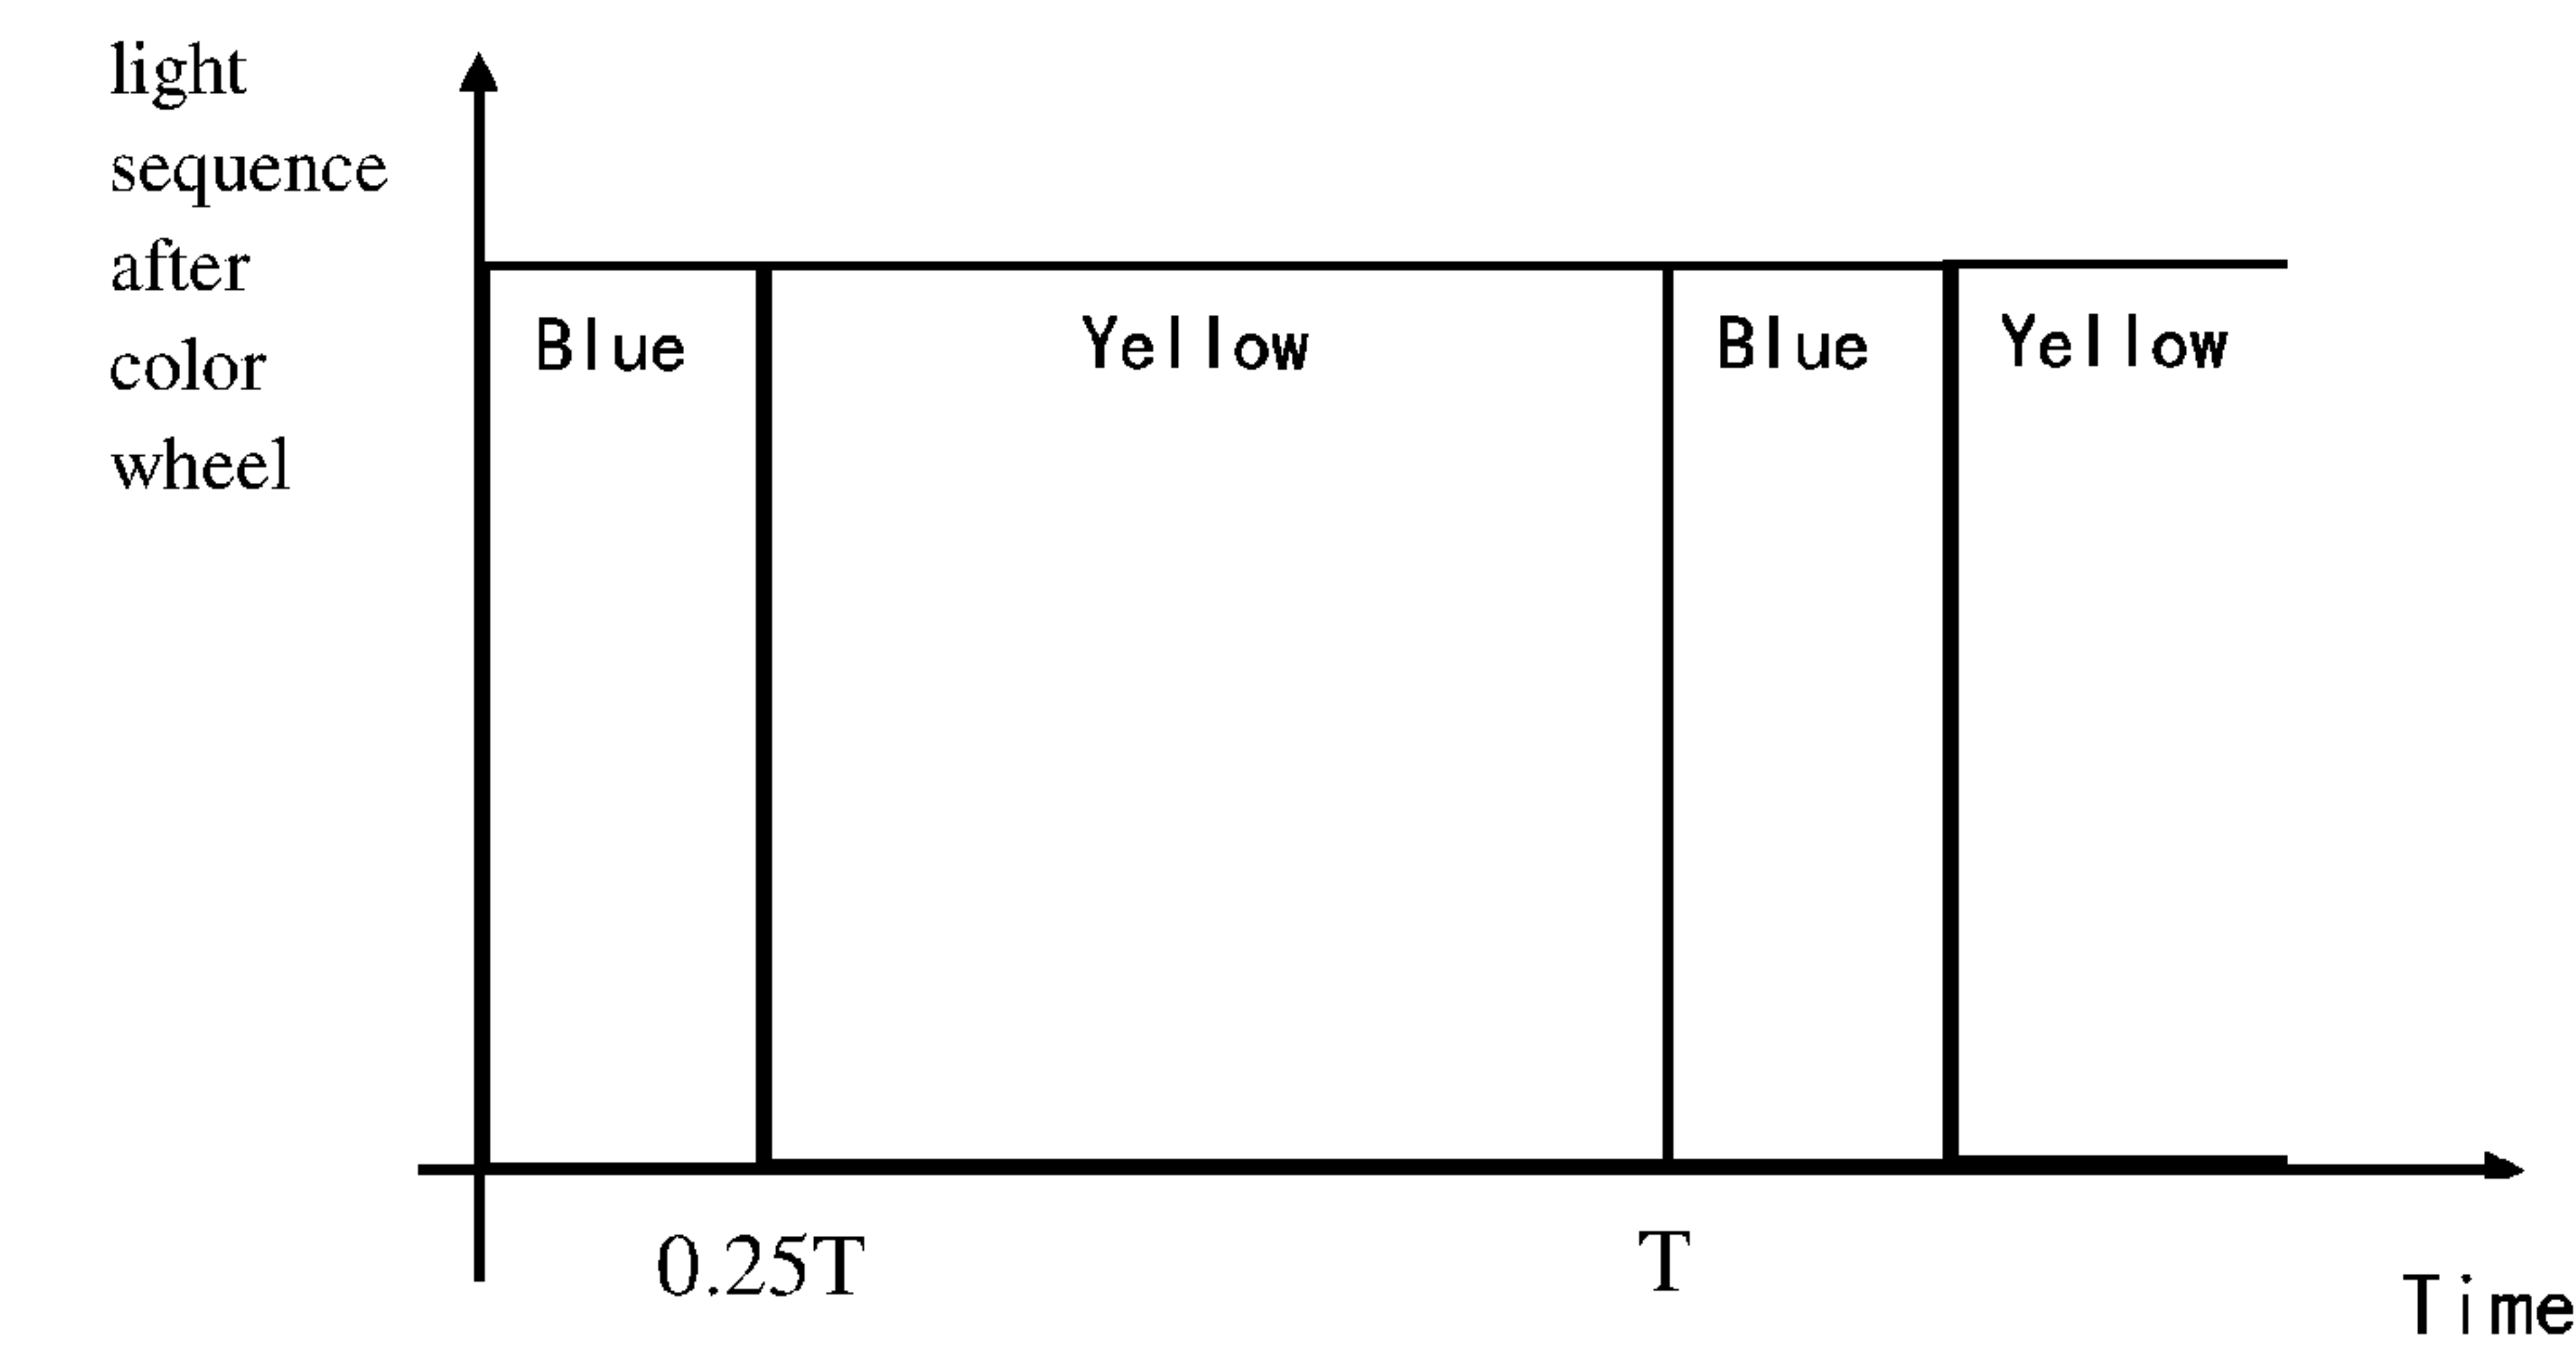 light
sequence
after
color
wheel
Blue Yellow Blue Yellow
0.25T T
Time